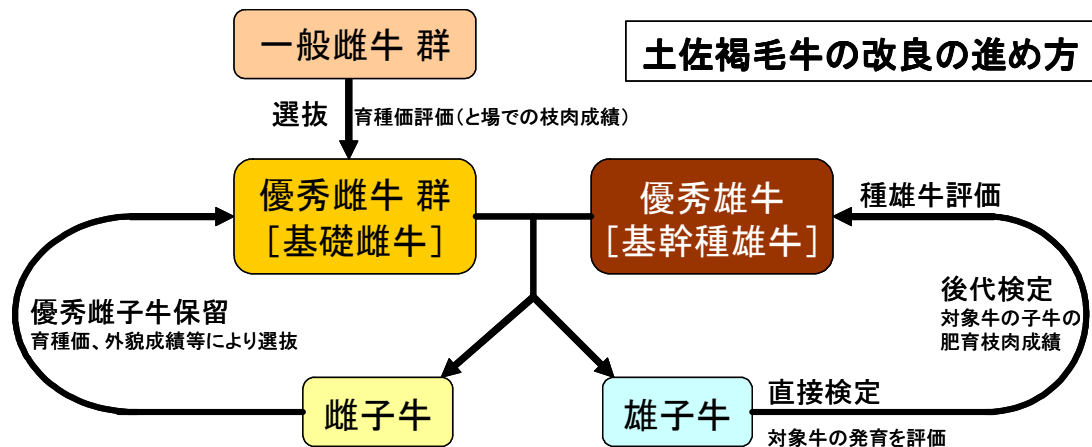 一般雌牛 群
土佐褐毛牛の改良の進め方
選抜 育種価評価(と場での枝肉成績)
優秀雌牛 群
[基礎雌牛]
優秀雄牛
[基幹種雄牛]
種雄牛評価
優秀雌子牛保留
育種価、外貌成績等により選抜
後代検定
対象牛の子牛の
肥育枝肉成績
雌子牛
雄子牛
直接検定
対象牛の発育を評価